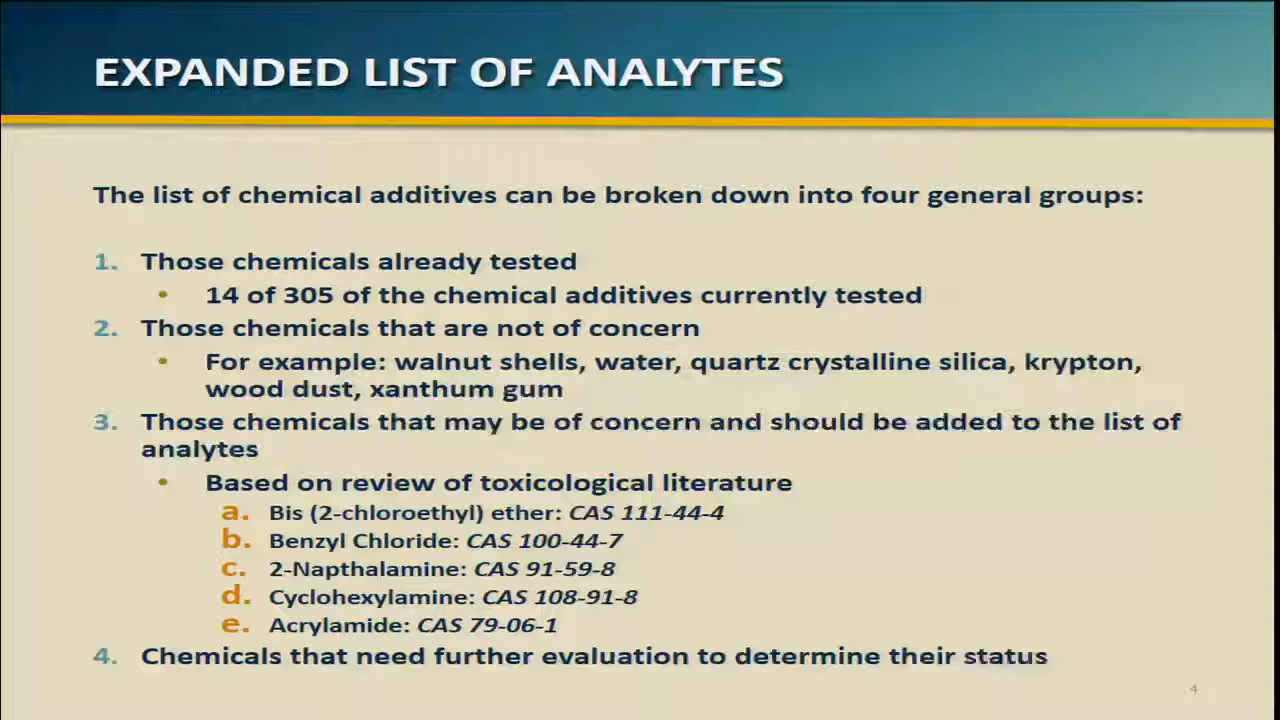 EXPANDED LIST OF ANALYTES
The list of chemical additives can be broken down into four general groups:
1. Those chemicals already tested
• 14 of 305 of the chemical additives currently tested
2. Those chemicals that are not of concern
• For example: walnut shells, water, quartz crystalline silica, krypton,
wood dust, xanthum gum
3. Those chemicals that may be of concern and should be added to the list of
analytes
• Based on review of toxicological literature
a. Bis (2-chloroethyl) ether: CAS 111-44-4
b. Benzyl Chloride: CAS 100-44-7
c. 2-Napthalamine: CAS 91-59-8
d. Cyclohexylamine: CAS 108-91-8
e. Acrylamide: CAS 79-06-1
4. Chemicals that need further evaluation to determine their status
4